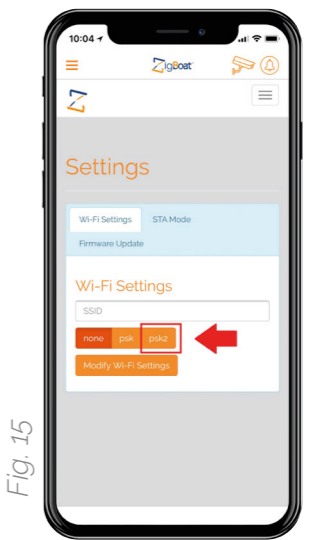 10:04
ZigBoat
Settings
Wi-Fi Settings STA Mode
Firmware Update
Wi-Fi Settings
SSID
none psk psk2
Modify Wi-Fi Settings
Fig. 15